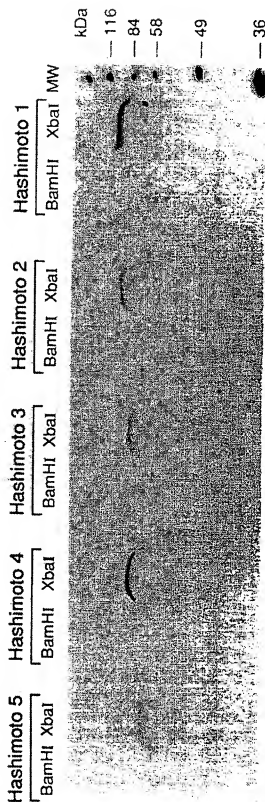 Hashimoto 5 Hashimoto 4 Hashimoto 3 Hashimoto 2 Hashimoto 1
BamHI XbaI BamHI XbaI BamHI XbaI BamHI XbaI BamHI XbaI MW
kDa
— 116
— 84
— 58
— 49
— 36